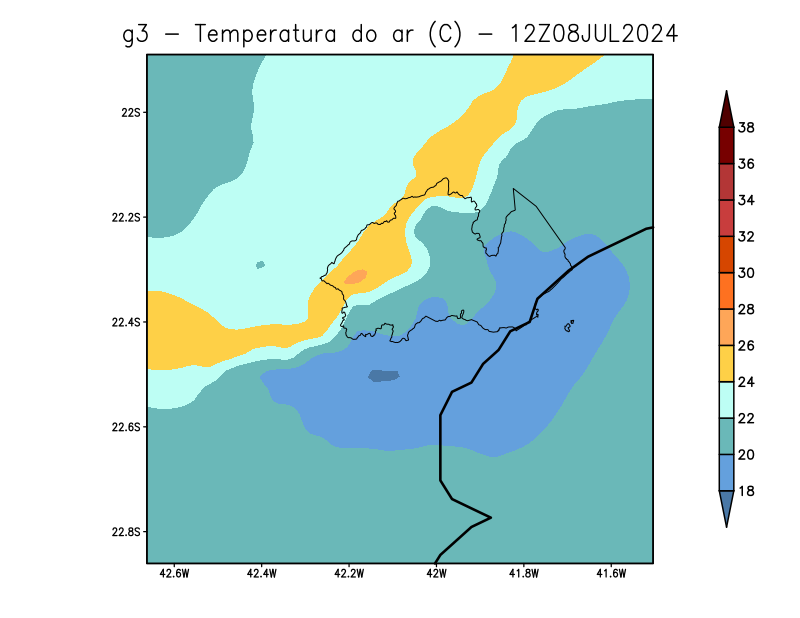 g3 - Temperatura do ar (C) - 12Z08JUL2024
22S
22.2S
22.4S
22.6S
22.8S
42.6W
42.4W
42.2W
42W
41.8W
41.6W
38
36
34
32
30
28
26
24
22
20
18